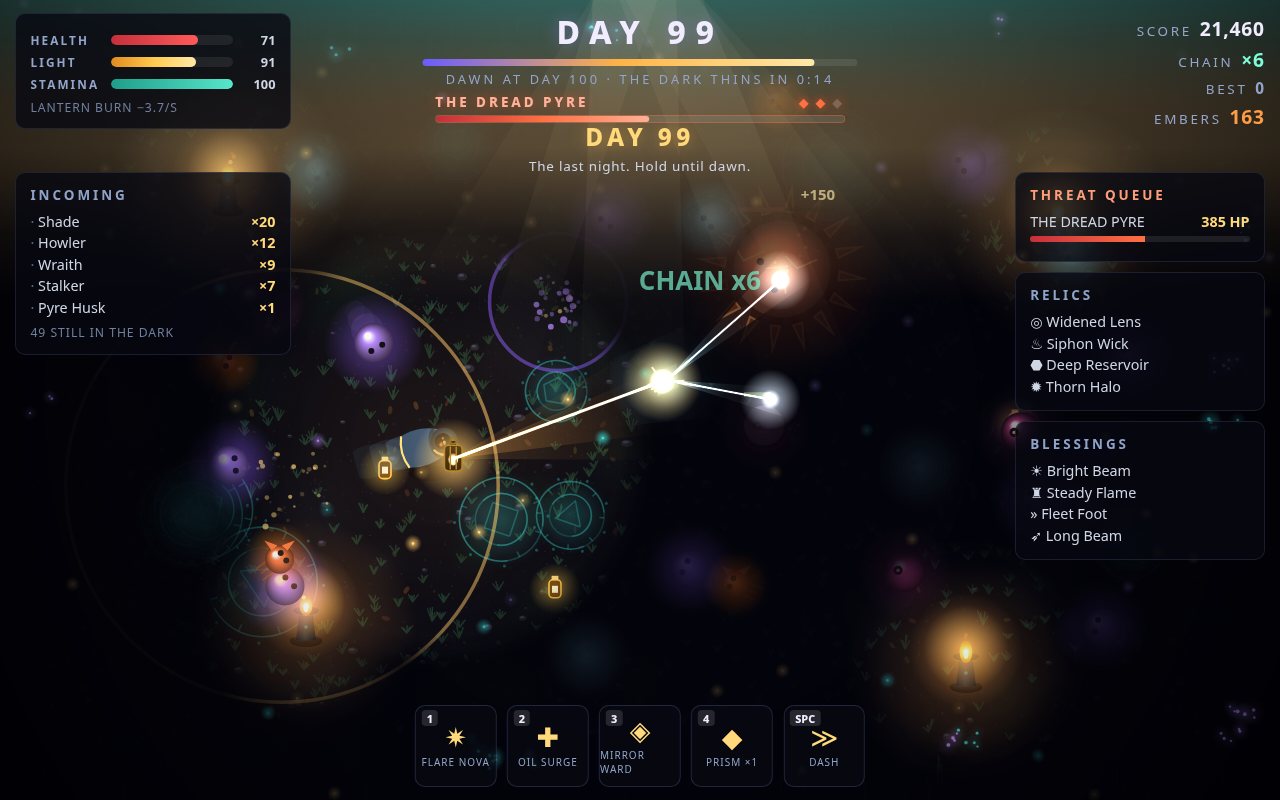 HEALTH 71
LIGHT 91
STAMINA 100
LANTERN BURN −3.7/S
DAY 99
DAWN AT DAY 100 · THE DARK THINS IN 0:14
THE DREAD PYRE
DAY 99
The last night. Hold until dawn.
SCORE 21,460
CHAIN ×6
BEST 0
EMBERS 163
INCOMING
· Shade ×20
· Howler ×12
· Wraith ×9
· Stalker ×7
· Pyre Husk ×1
49 STILL IN THE DARK
+150
CHAIN x6
THREAT QUEUE
THE DREAD PYRE 385 HP
RELICS
◎ Widened Lens
♨ Siphon Wick
⬣ Deep Reservoir
✹ Thorn Halo
BLESSINGS
☀ Bright Beam
♜ Steady Flame
» Fleet Foot
➶ Long Beam
1 FLARE NOVA
2 OIL SURGE
3 MIRROR WARD
4 PRISM ×1
SPC DASH